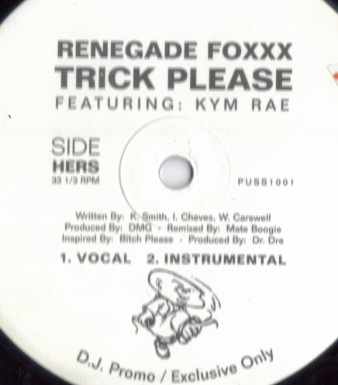 RENEGADE FOXXX
TRICK PLEASE
FEATURING: KYM RAE
SIDE
HERS
33 1/3 RPM
PUSS1001
Written By: K. Smith, I. Cheves, W. Carswell
Produced By: DMG • Remixed By: Mate Boogie
Inspired By: Bitch Please • Produced By: Dr. Dre
1. VOCAL 2. INSTRUMENTAL
D.J. Promo / Exclusive Only